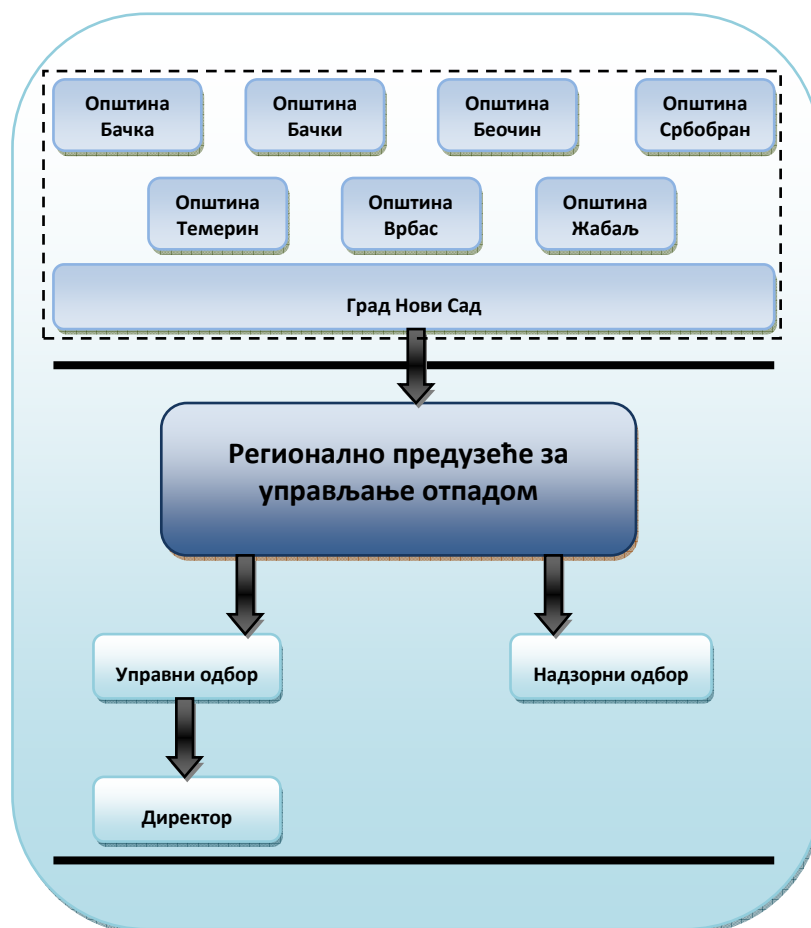 Општина
Бачка
Општина
Бачки
Општина
Беочин
Општина
Србобран
Општина
Темерин
Општина
Врбас
Општина
Жабаљ
Град Нови Сад
Регионално предузеће за
управљање отпадом
Управни одбор
Надзорни одбор
Директор